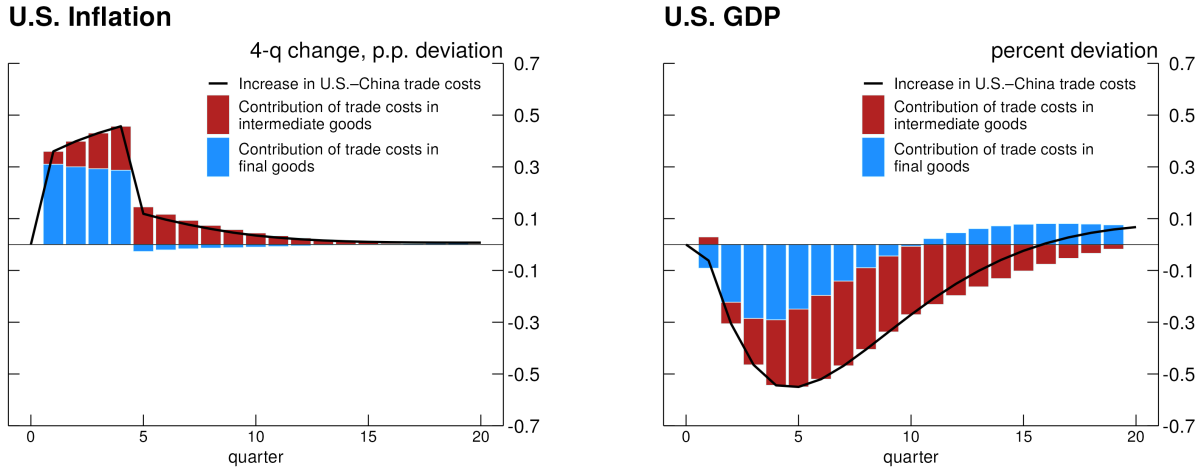 U.S. Inflation
4-q change, p.p. deviation
Increase in U.S.–China trade costs
Contribution of trade costs in
intermediate goods
Contribution of trade costs in
final goods
0.7
0.5
0.3
0.1
-0.1
-0.3
-0.5
-0.7
0 5 10 15 20
quarter
U.S. GDP
percent deviation
Increase in U.S.–China trade costs
Contribution of trade costs in
intermediate goods
Contribution of trade costs in
final goods
0.7
0.5
0.3
0.1
-0.1
-0.3
-0.5
-0.7
0 5 10 15 20
quarter